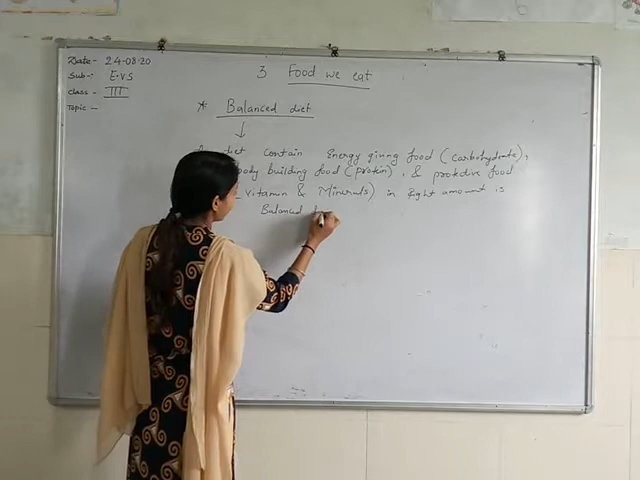 Date:- 24-08-20
Sub-: E.V.S
Class - III
Topic -
3 Food we eat
* Balanced diet
↓
A diet contain Energy giving food (carbohydrate),
body building food (protein), & protective food
(vitamin & Minerals) in right amount is
Balanced